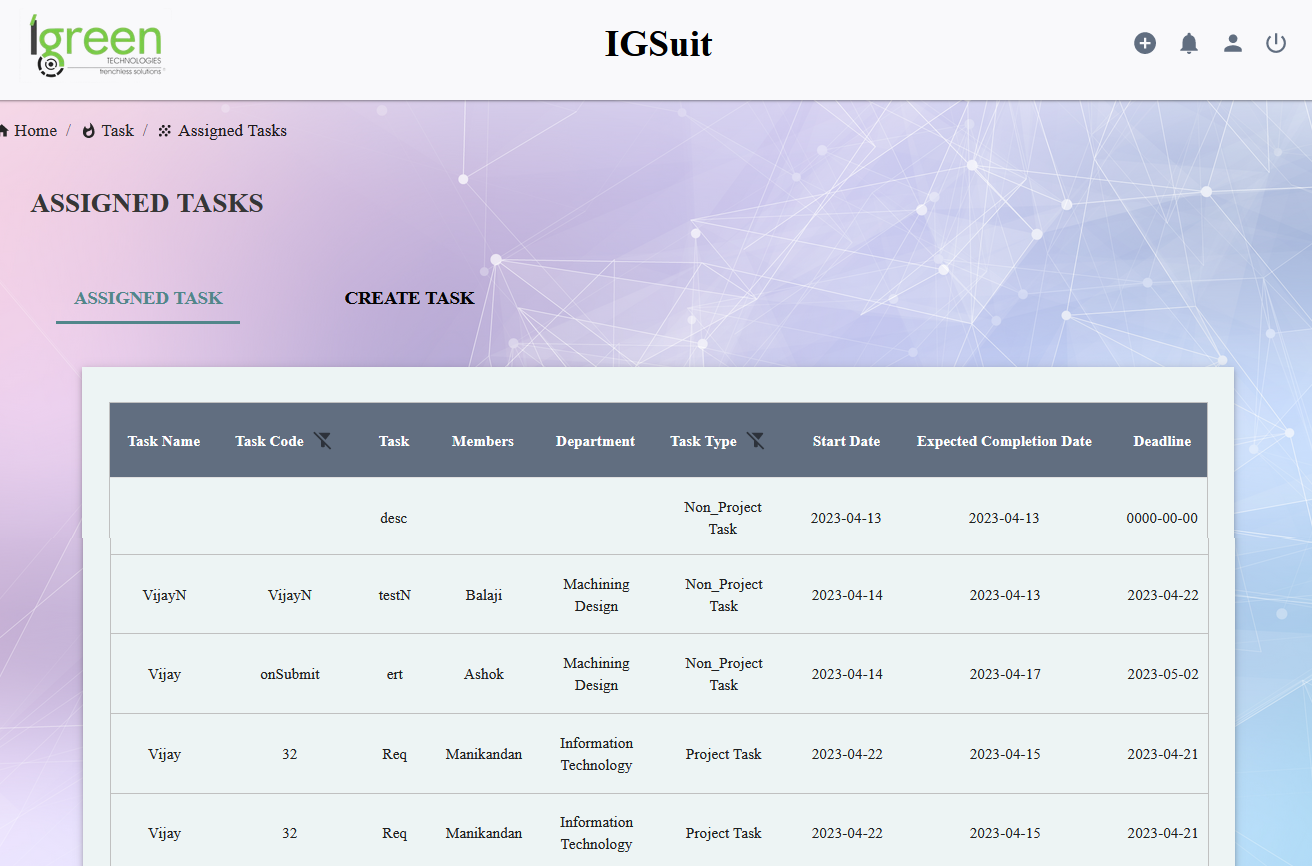 Igreen
TECHNOLOGIES
trenchless solutions
IGSuit
Home / Task / Assigned Tasks
ASSIGNED TASKS
ASSIGNED TASK CREATE TASK
Task Name Task Code Task Members Department Task Type Start Date Expected Completion Date Deadline
desc Non_Project Task 2023-04-13 2023-04-13 0000-00-00
VijayN VijayN testN Balaji Machining Design Non_Project Task 2023-04-14 2023-04-13 2023-04-22
Vijay onSubmit ert Ashok Machining Design Non_Project Task 2023-04-14 2023-04-17 2023-05-02
Vijay 32 Req Manikandan Information Technology Project Task 2023-04-22 2023-04-15 2023-04-21
Vijay 32 Req Manikandan Information Technology Project Task 2023-04-22 2023-04-15 2023-04-21